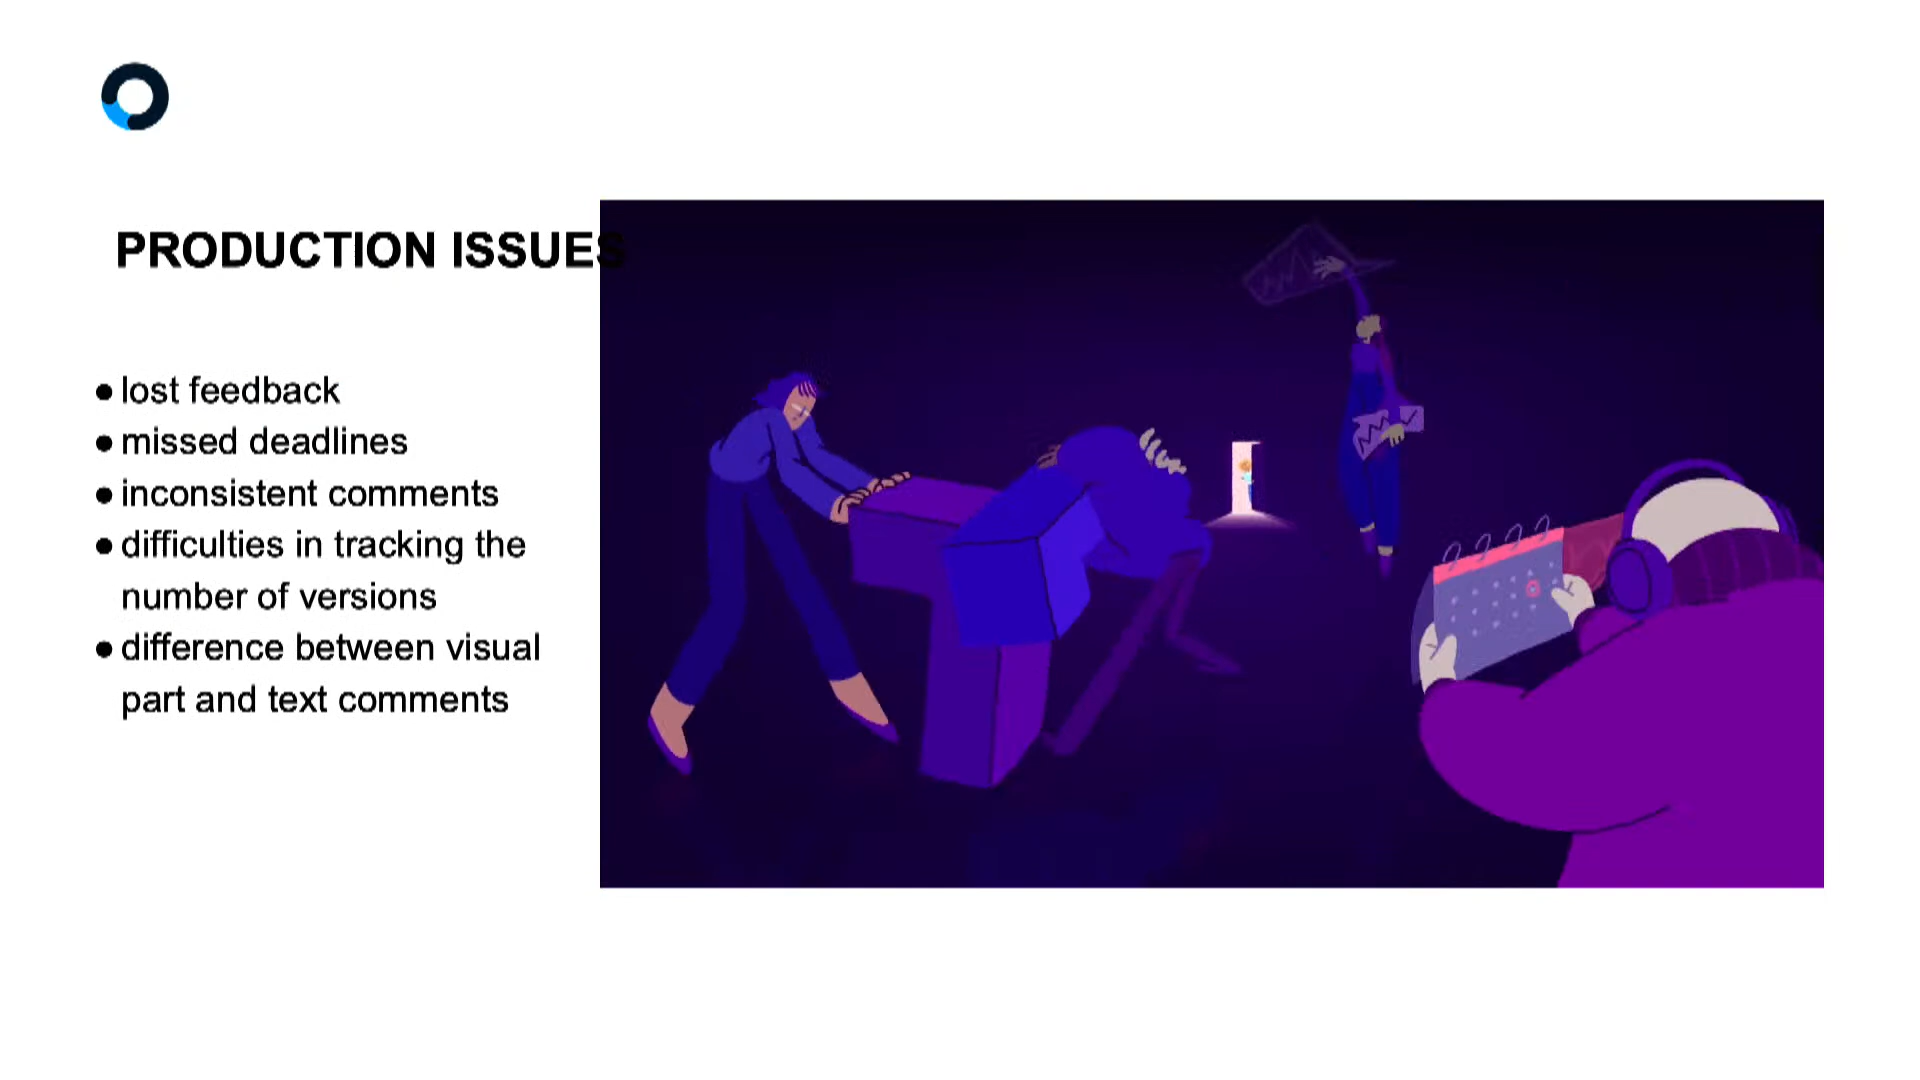 PRODUCTION ISSUES
● lost feedback
● missed deadlines
● inconsistent comments
● difficulties in tracking the
number of versions
● difference between visual
part and text comments